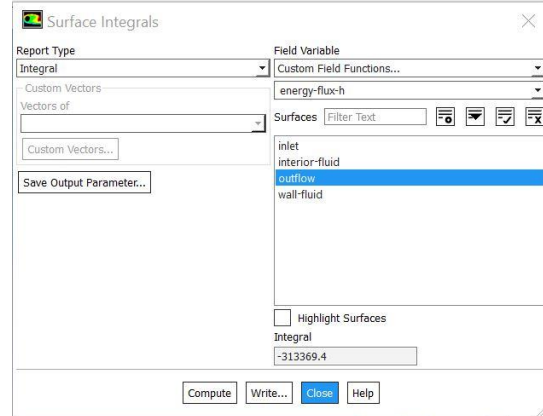 Surface Integrals
Report Type
Integral
Custom Vectors
Vectors of
Custom Vectors...
Save Output Parameter...
Field Variable
Custom Field Functions...
energy-flux-h
Surfaces Filter Text
inlet
interior-fluid
outflow
wall-fluid
Highlight Surfaces
Integral
-313369.4
Compute Write... Close Help